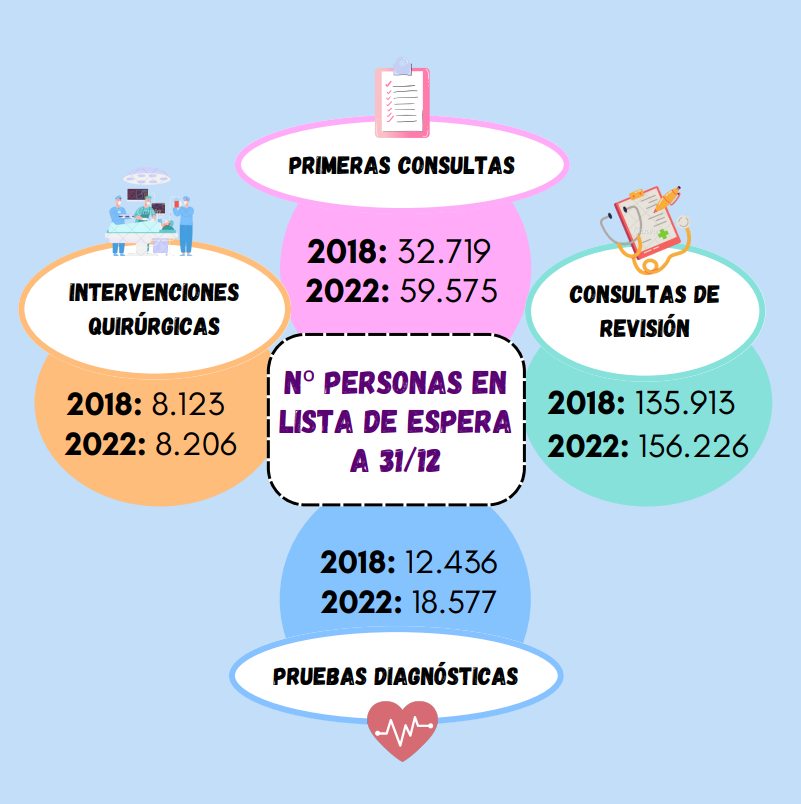 PRIMERAS CONSULTAS
2018: 32.719
2022: 59.575
INTERVENCIONES
QUIRÚRGICAS
2018: 8.123
2022: 8.206
Nº PERSONAS EN
LISTA DE ESPERA
A 31/12
CONSULTAS DE
REVISIÓN
2018: 135.913
2022: 156.226
2018: 12.436
2022: 18.577
PRUEBAS DIAGNÓSTICAS